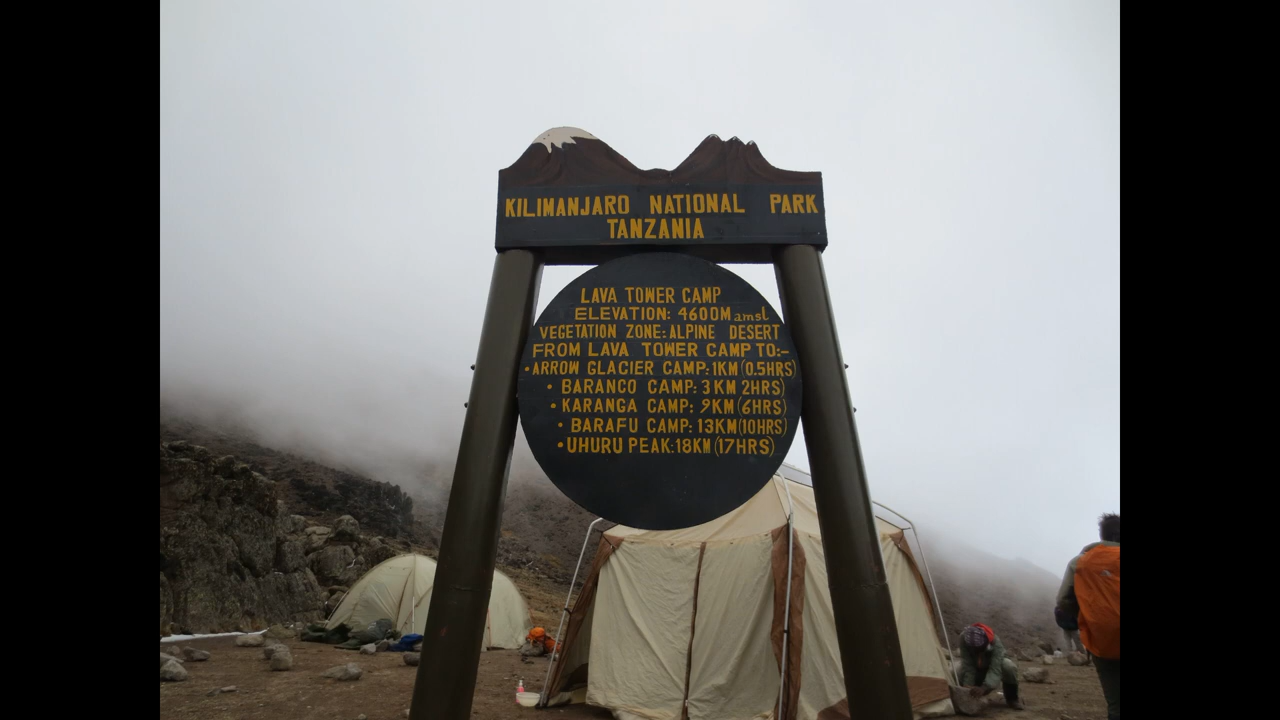 KILIMANJARO NATIONAL PARK
TANZANIA
LAVA TOWER CAMP
ELEVATION: 4600M amsl
VEGETATION ZONE: ALPINE DESERT
FROM LAVA TOWER CAMP TO:-
• ARROW GLACIER CAMP: 1KM (0.5HRS)
• BARANCO CAMP: 3KM 2HRS)
• KARANGA CAMP: 9KM (6HRS)
• BARAFU CAMP: 13KM (10HRS)
• UHURU PEAK: 18KM (17HRS)